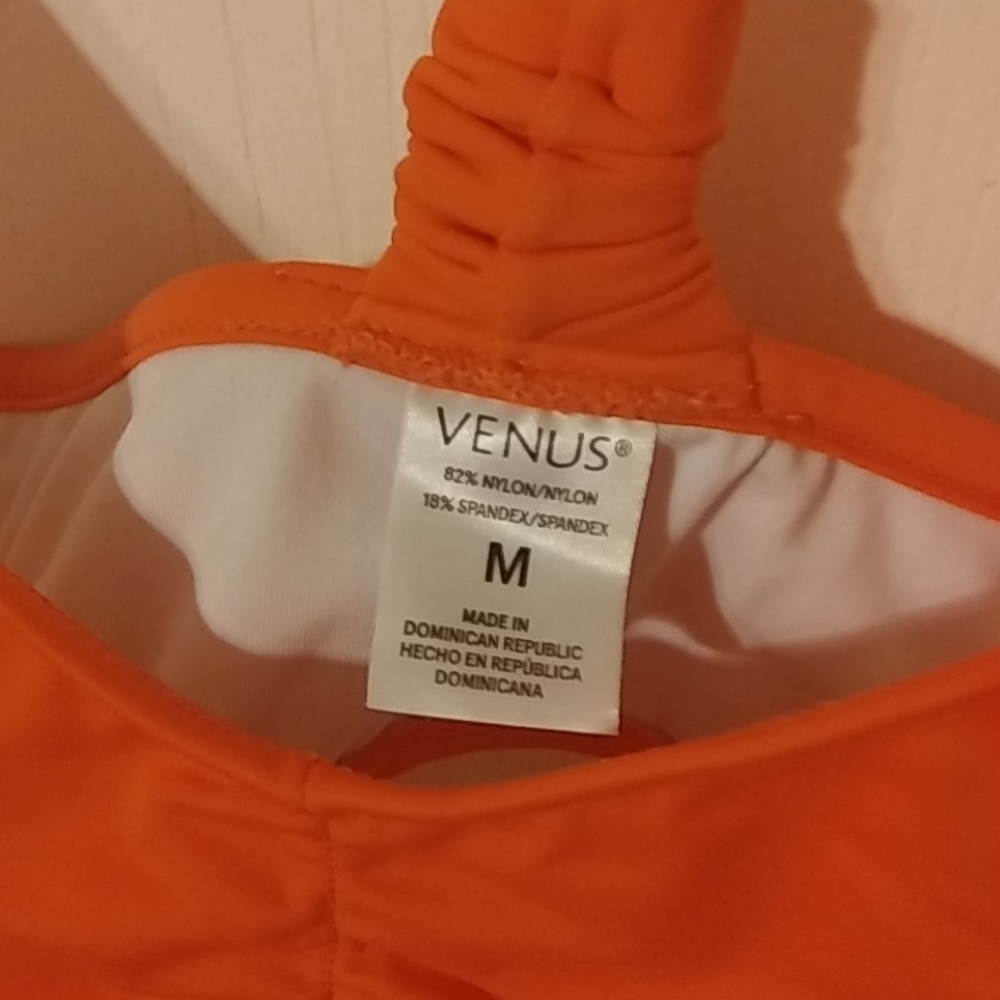 VENUS®
82% NYLON/NYLON
18% SPANDEX/SPANDEX
M
MADE IN
DOMINICAN REPUBLIC
HECHO EN REPÚBLICA
DOMINICANA